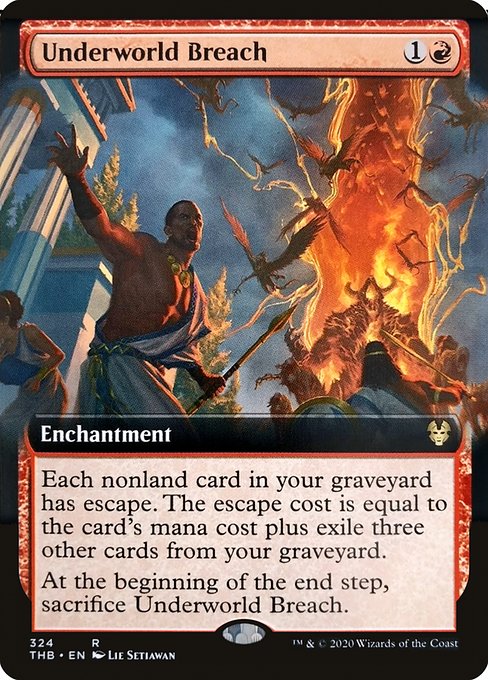 Underworld Breach 1
Enchantment
Each nonland card in your graveyard
has escape. The escape cost is equal to
the card's mana cost plus exile three
other cards from your graveyard.
At the beginning of the end step,
sacrifice Underworld Breach.
324 R
THB • EN Lie Setiawan
™ & © 2020 Wizards of the Coast